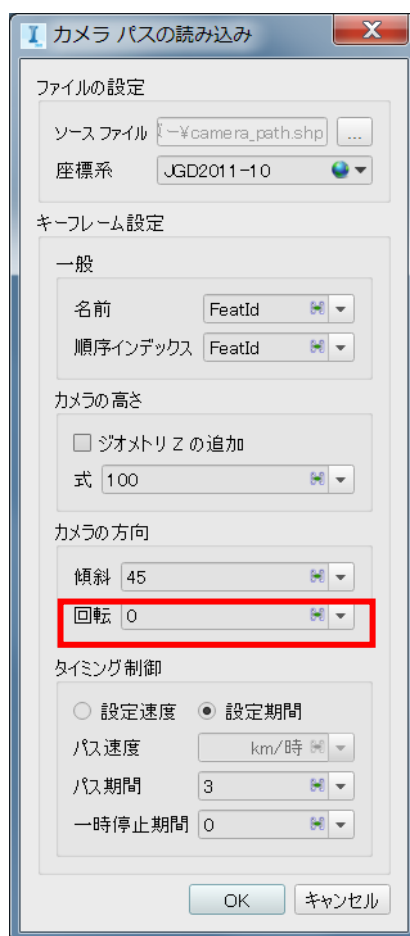 カメラ パスの読み込み
ファイルの設定
ソース ファイル ¥camera_path.shp ...
座標系 JGD2011-10
キーフレーム設定
一般
名前 FeatId
順序インデックス FeatId
カメラの高さ
ジオメトリ Z の追加
式 100
カメラの方向
傾斜 45
回転 0
タイミング制御
設定速度 設定期間
パス速度 km/時
パス期間 3
一時停止期間 0
OK キャンセル